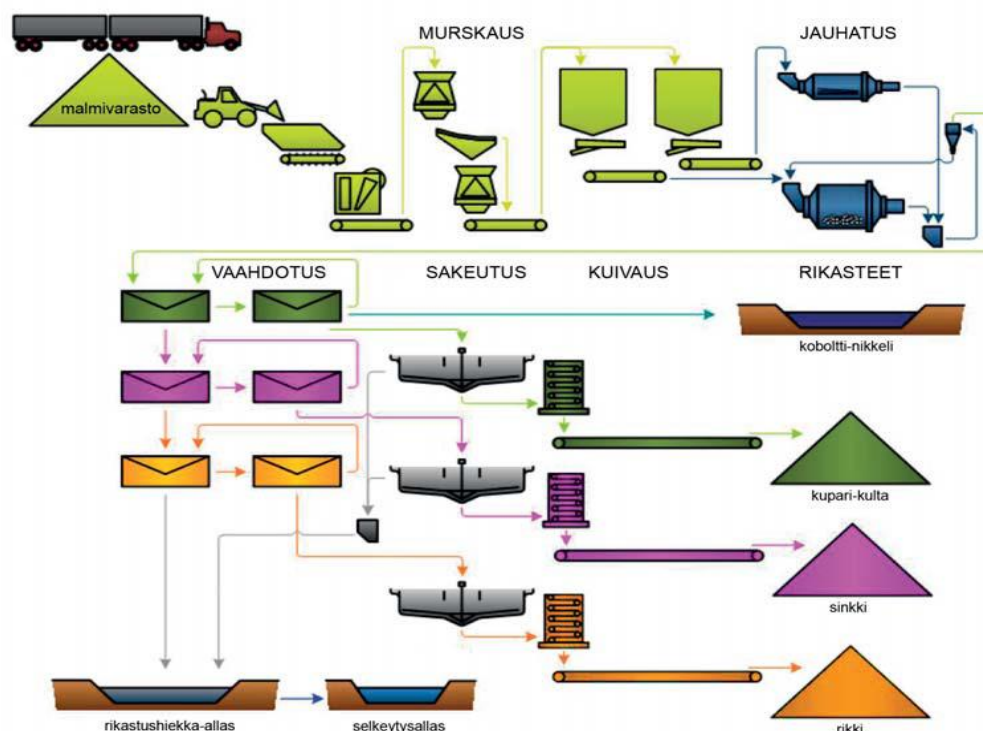 MURSKAUS
JAUHATUS
malmivarasto
VAAHDOTUS
SAKEUTUS
KUIVAUS
RIKASTEET
koboltti-nikkeli
kupari-kulta
sinkki
rikastushiekka-allas
selkeytysallas
rikki